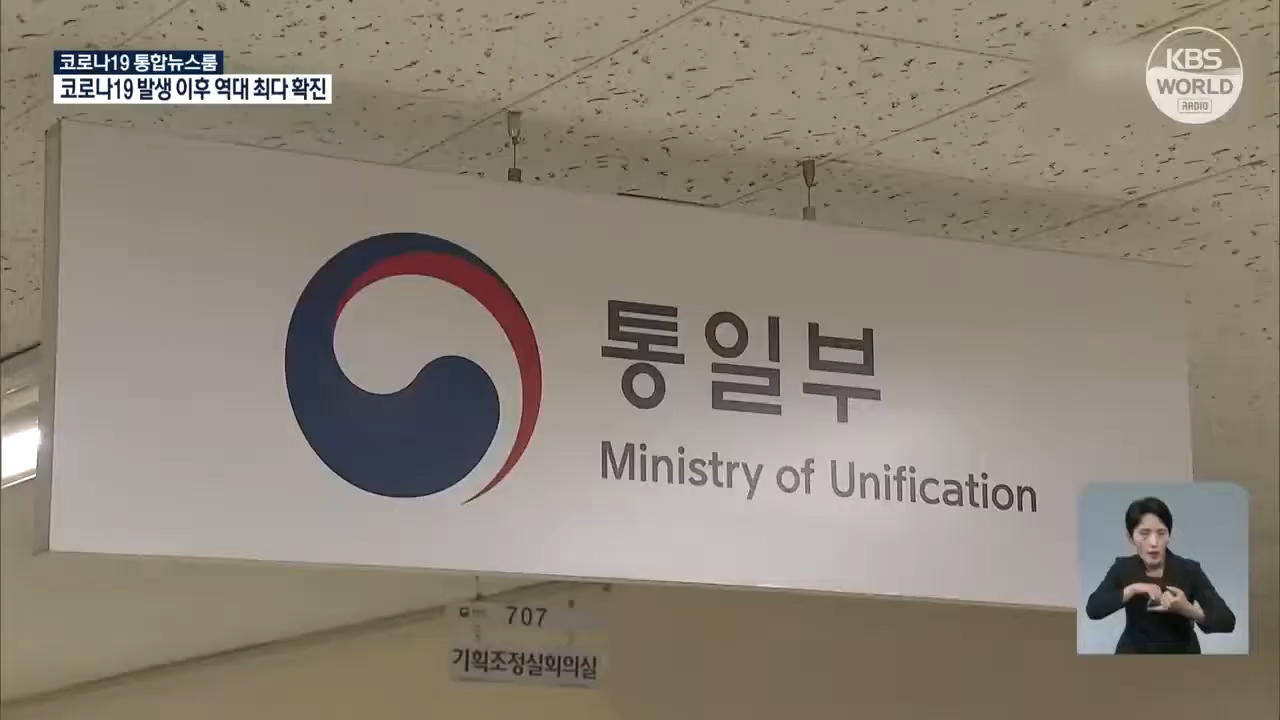 코로나19 통합뉴스룸
코로나19 발생 이후 역대 최다 확진
KBS
WORLD
RADIO
통일부
Ministry of Unification
707
기획조정실회의실